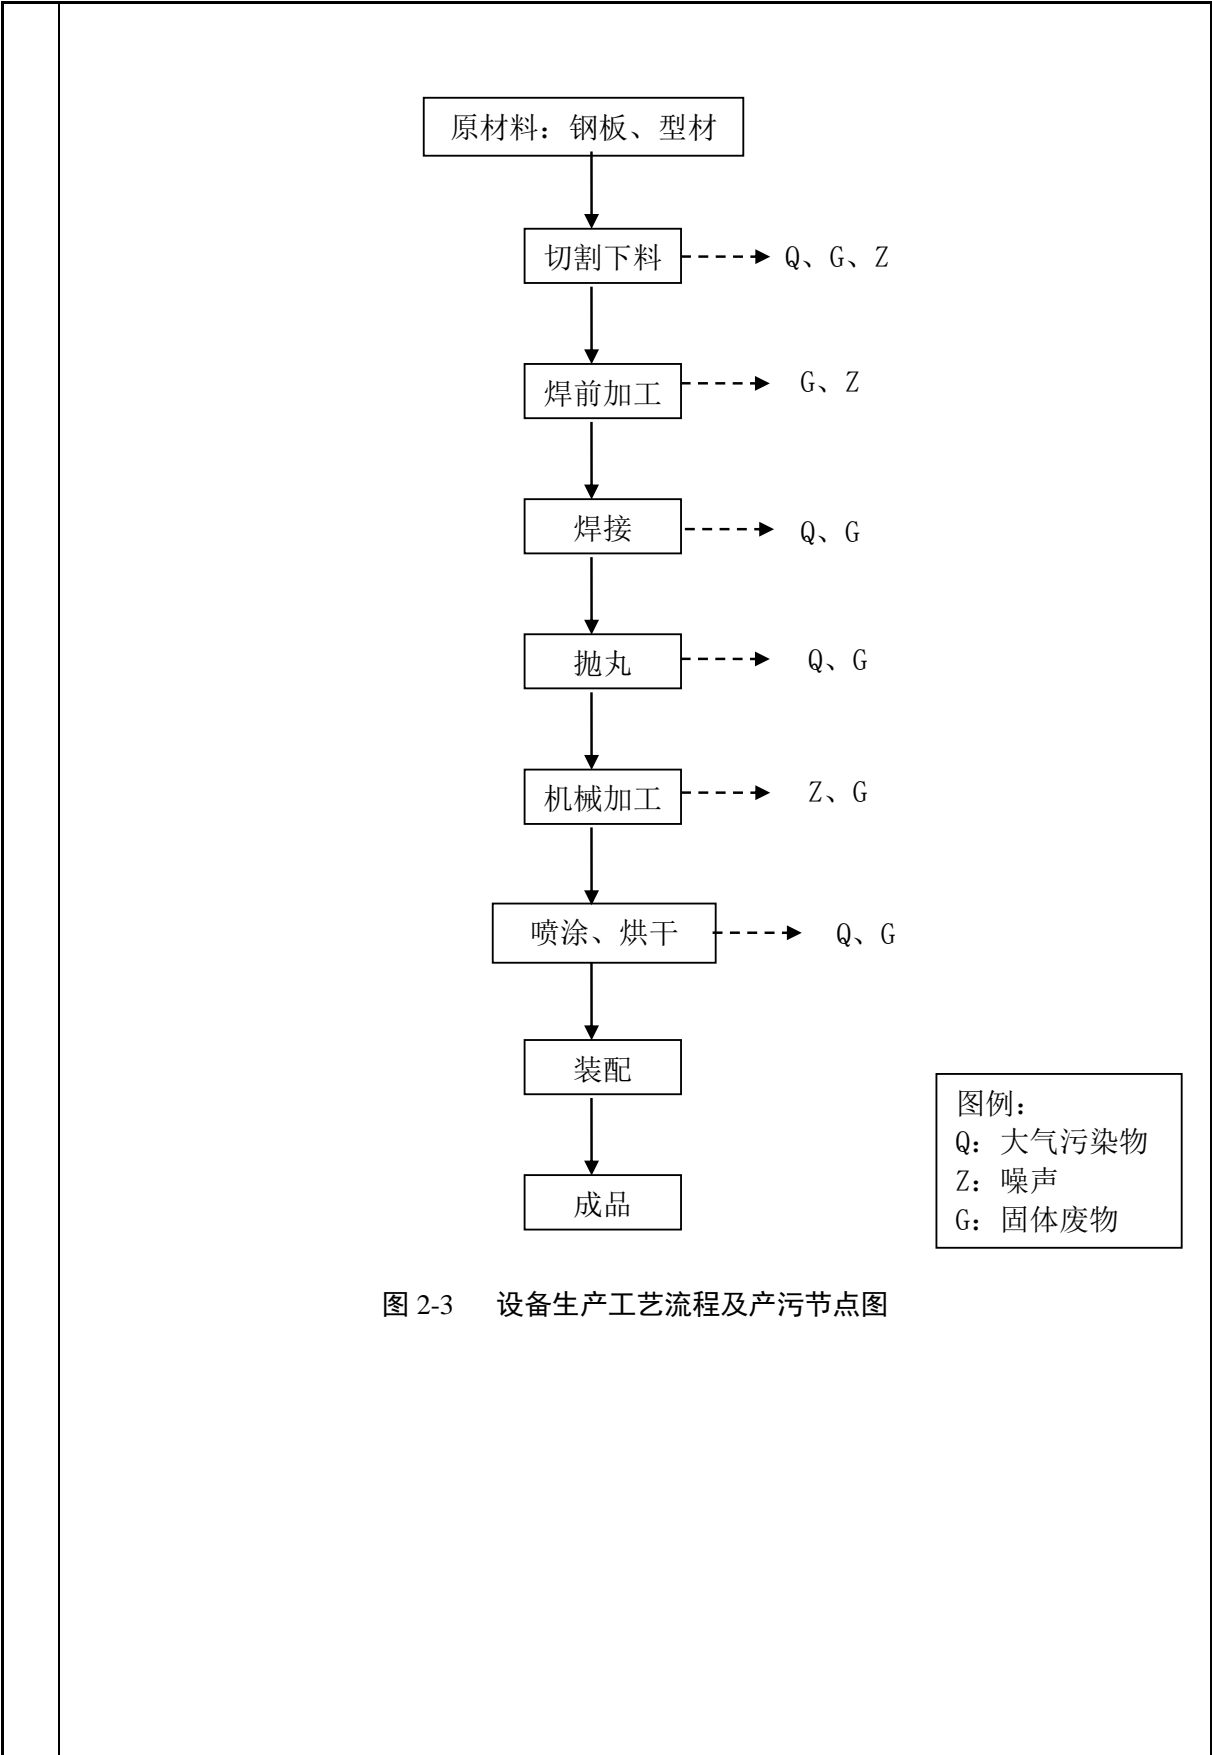 原材料：钢板、型材
切割下料
Q、G、Z
焊前加工
G、Z
焊接
Q、G
抛丸
Q、G
机械加工
Z、G
喷涂、烘干
Q、G
装配
成品
图例：
Q：大气污染物
Z：噪声
G：固体废物
图 2-3 设备生产工艺流程及产污节点图